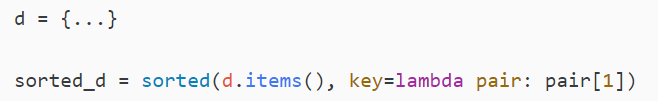 d = {...}
sorted_d = sorted(d.items(), key=lambda pair: pair[1])